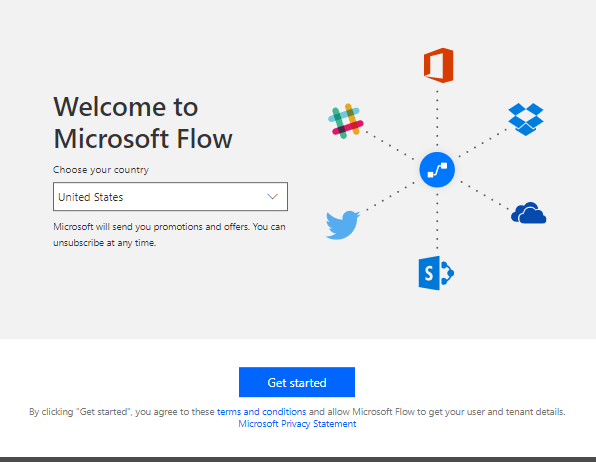 Welcome to
Microsoft Flow
Choose your country
United States
Microsoft will send you promotions and offers. You can
unsubscribe at any time.
S
Get started
By clicking "Get started", you agree to these terms and conditions and allow Microsoft Flow to get your user and tenant details.
Microsoft Privacy Statement